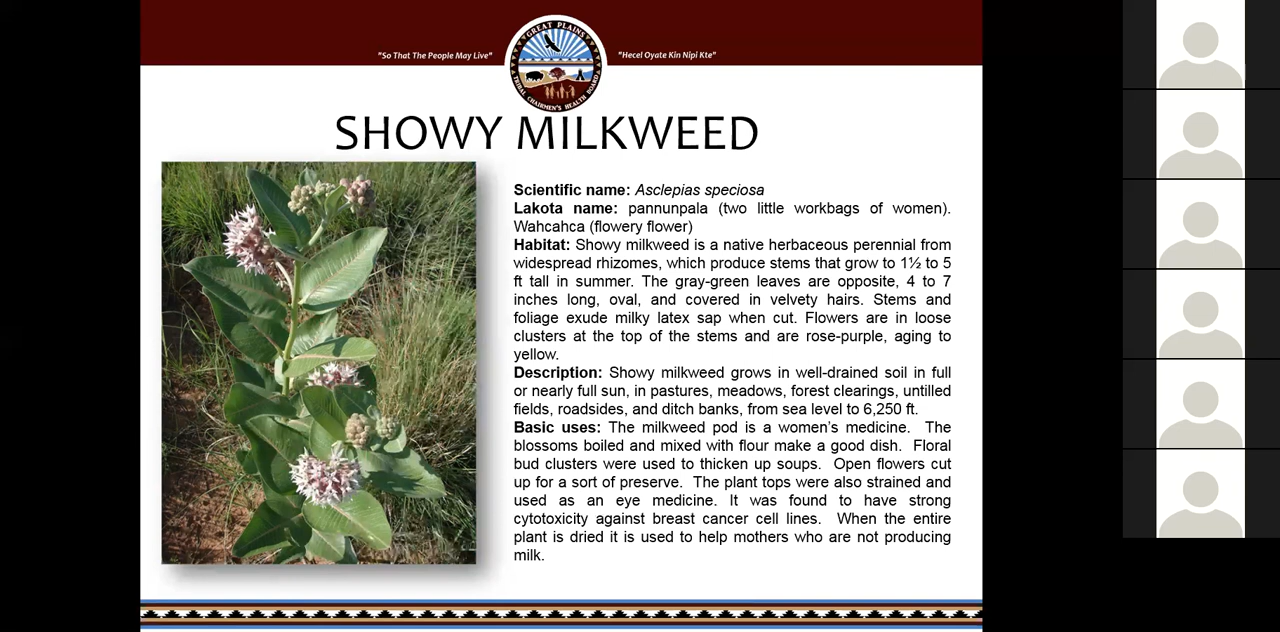 "So That The People May Live"
"Hecel Oyate Kin Nipi Kte"
GREAT PLAINS
TRIBAL CHAIRMEN'S HEALTH BOARD
SHOWY MILKWEED
Scientific name: Asclepias speciosa
Lakota name: pannunpala (two little workbags of women).
Wahcahca (flowery flower)
Habitat: Showy milkweed is a native herbaceous perennial from
widespread rhizomes, which produce stems that grow to 1½ to 5
ft tall in summer. The gray-green leaves are opposite, 4 to 7
inches long, oval, and covered in velvety hairs. Stems and
foliage exude milky latex sap when cut. Flowers are in loose
clusters at the top of the stems and are rose-purple, aging to
yellow.
Description: Showy milkweed grows in well-drained soil in full
or nearly full sun, in pastures, meadows, forest clearings, untilled
fields, roadsides, and ditch banks, from sea level to 6,250 ft.
Basic uses: The milkweed pod is a women's medicine. The
blossoms boiled and mixed with flour make a good dish. Floral
bud clusters were used to thicken up soups. Open flowers cut
up for a sort of preserve. The plant tops were also strained and
used as an eye medicine. It was found to have strong
cytotoxicity against breast cancer cell lines. When the entire
plant is dried it is used to help mothers who are not producing
milk.